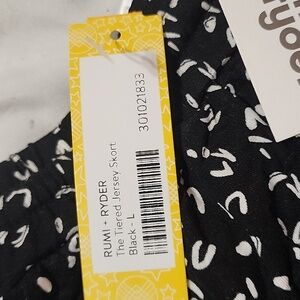 RUMI + RYDER
The Tiered Jersey Skort
Black - L
301021833